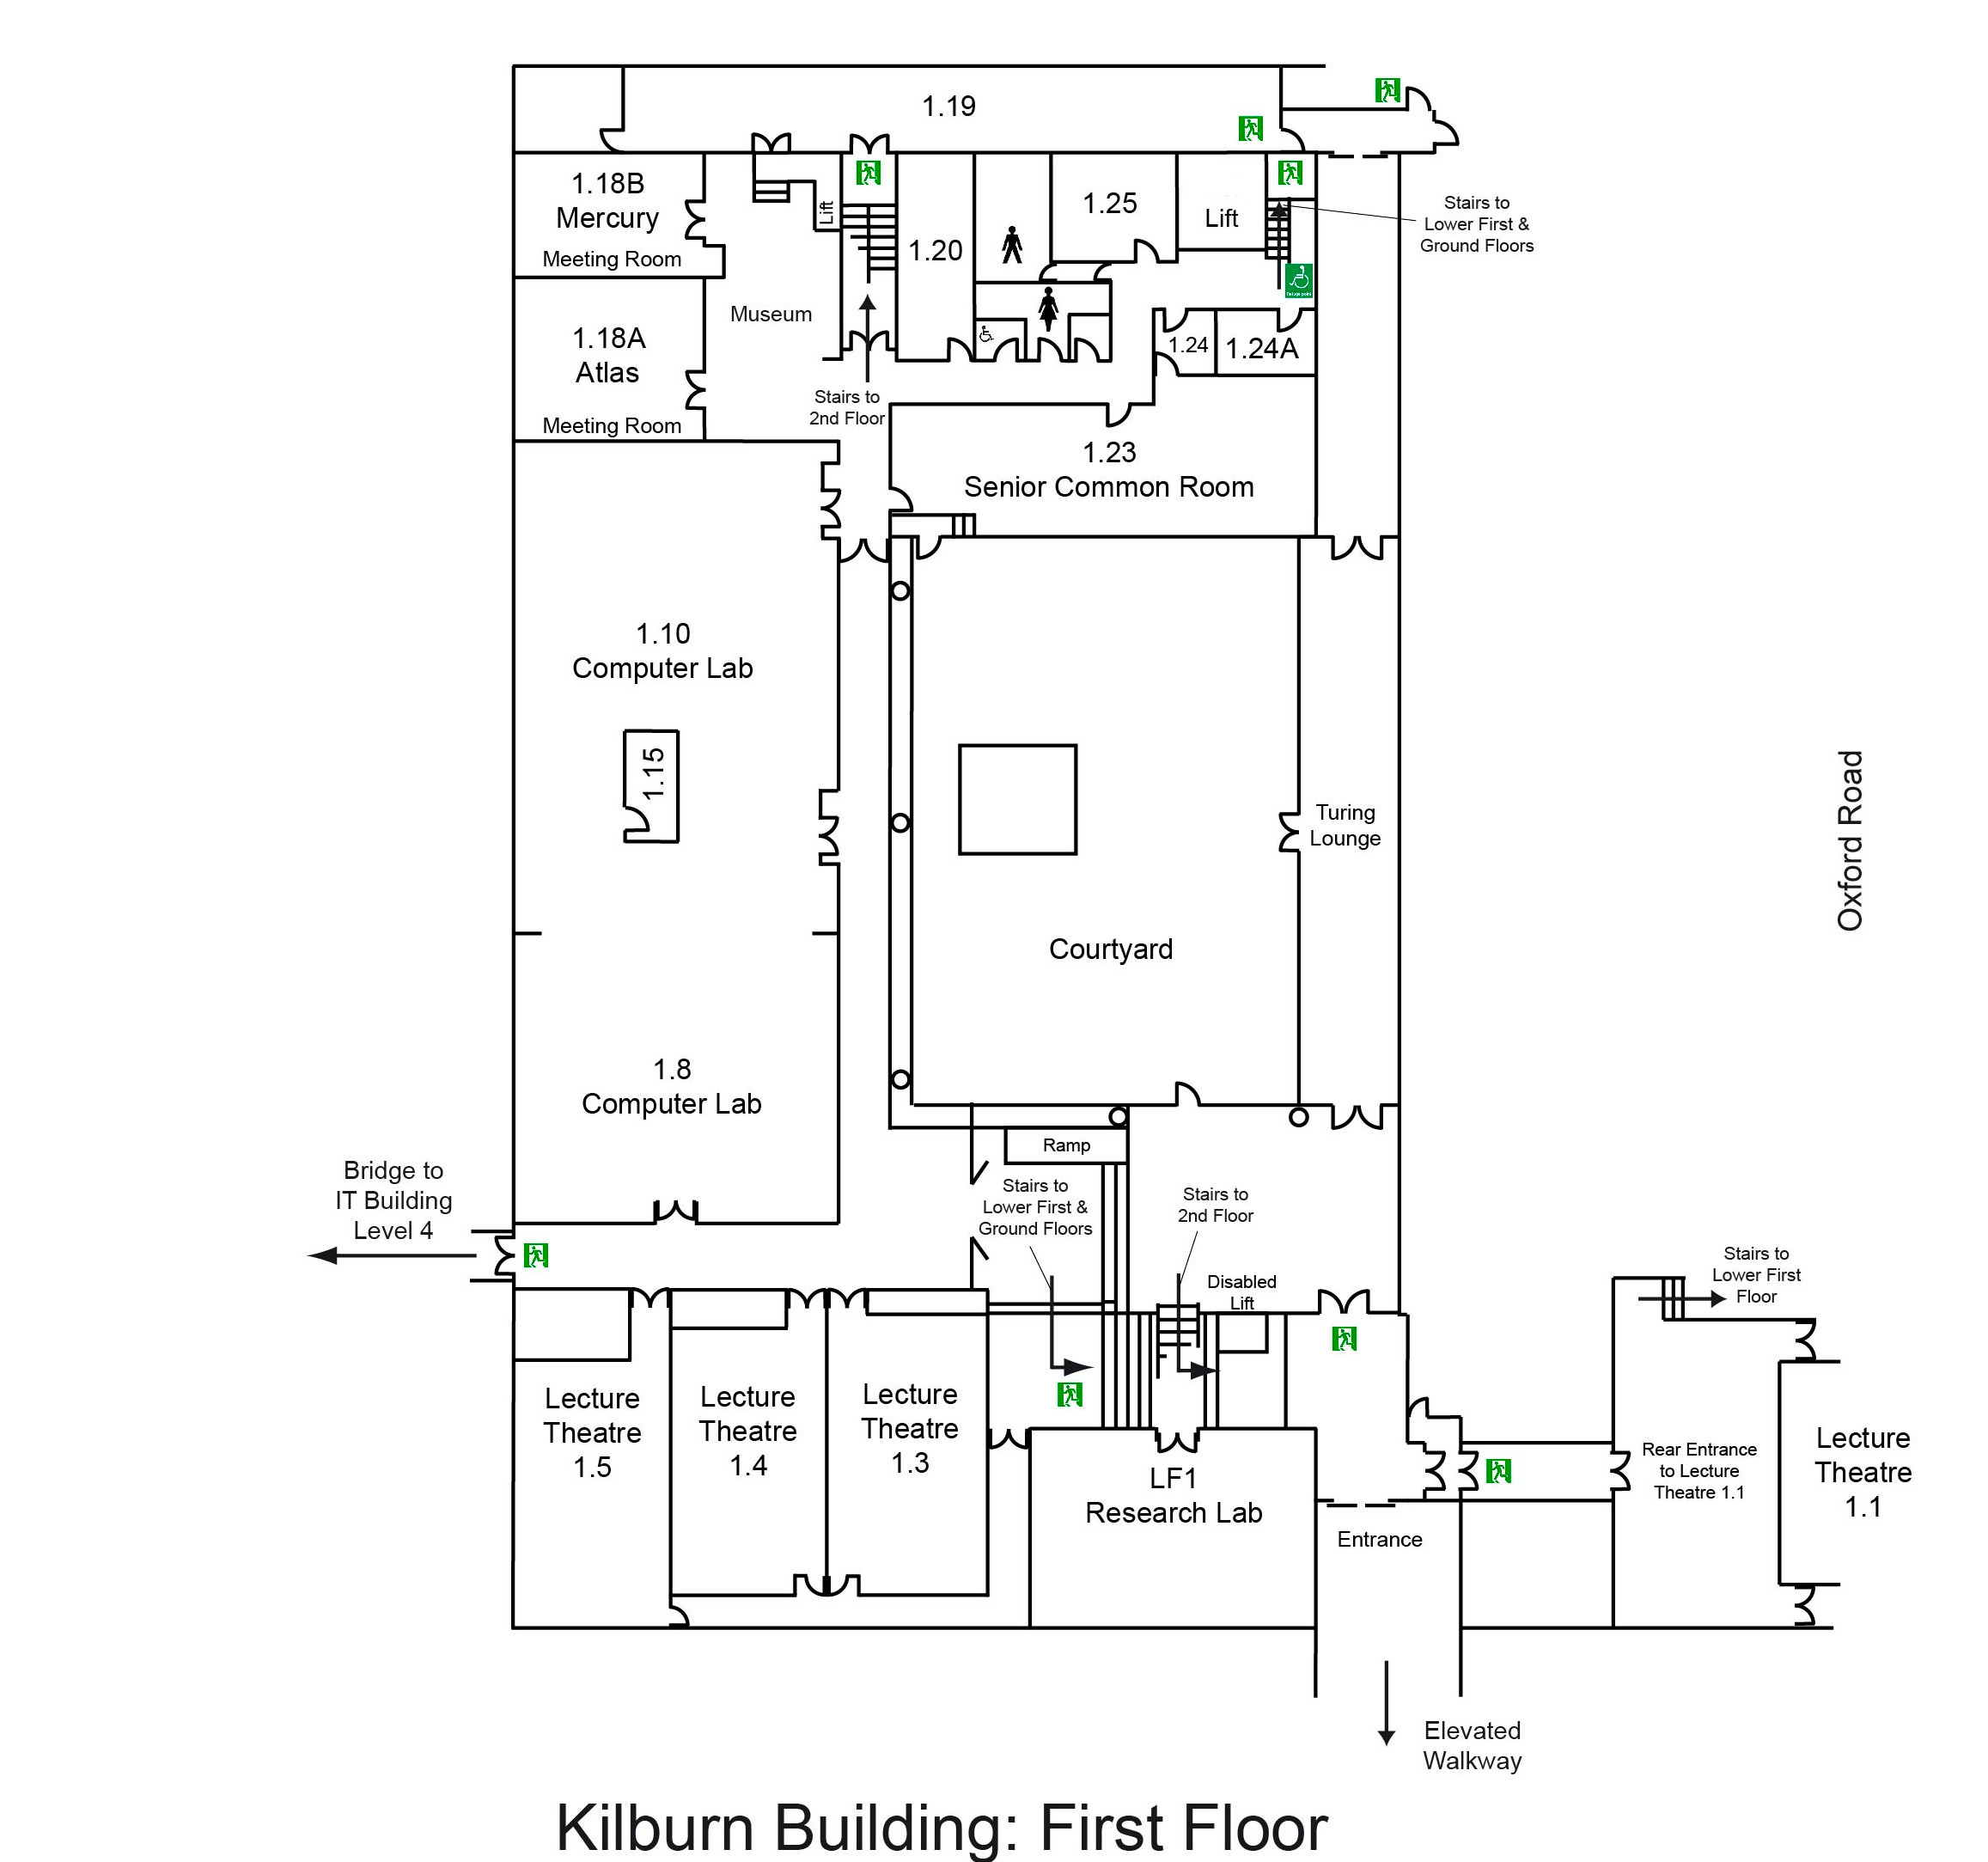 1.19
1.18B
Mercury
Meeting Room
Lift
1.20
1.25
Lift
Stairs to
Lower First &
Ground Floors
Museum
1.18A
Atlas
Meeting Room
1.24
1.24A
Stairs to
2nd Floor
1.23
Senior Common Room
1.10
Computer Lab
1.15
Turing
Lounge
Oxford Road
Courtyard
1.8
Computer Lab
Ramp
Bridge to
IT Building
Level 4
Stairs to
Lower First &
Ground Floors
Stairs to
2nd Floor
Disabled
Lift
Stairs to
Lower First
Floor
Lecture
Theatre
1.5
Lecture
Theatre
1.4
Lecture
Theatre
1.3
LF1
Research Lab
Entrance
Rear Entrance
to Lecture
Theatre 1.1
Lecture
Theatre
1.1
Elevated
Walkway
Kilburn Building: First Floor